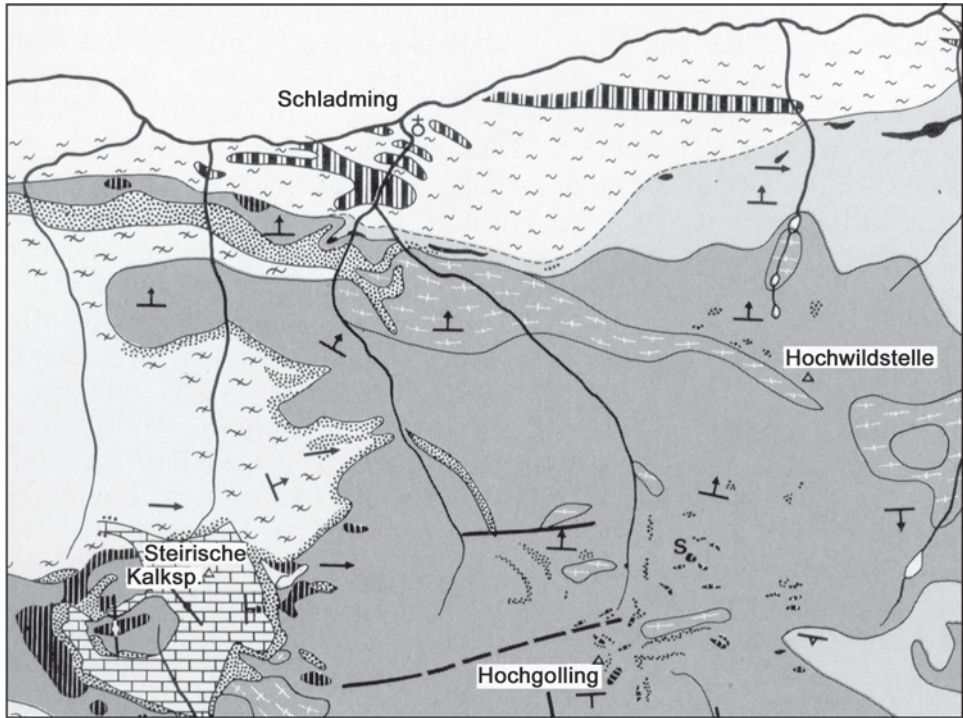 Schladming
Hochwildstelle
Steirische
Kalksp.
S
Hochgolling